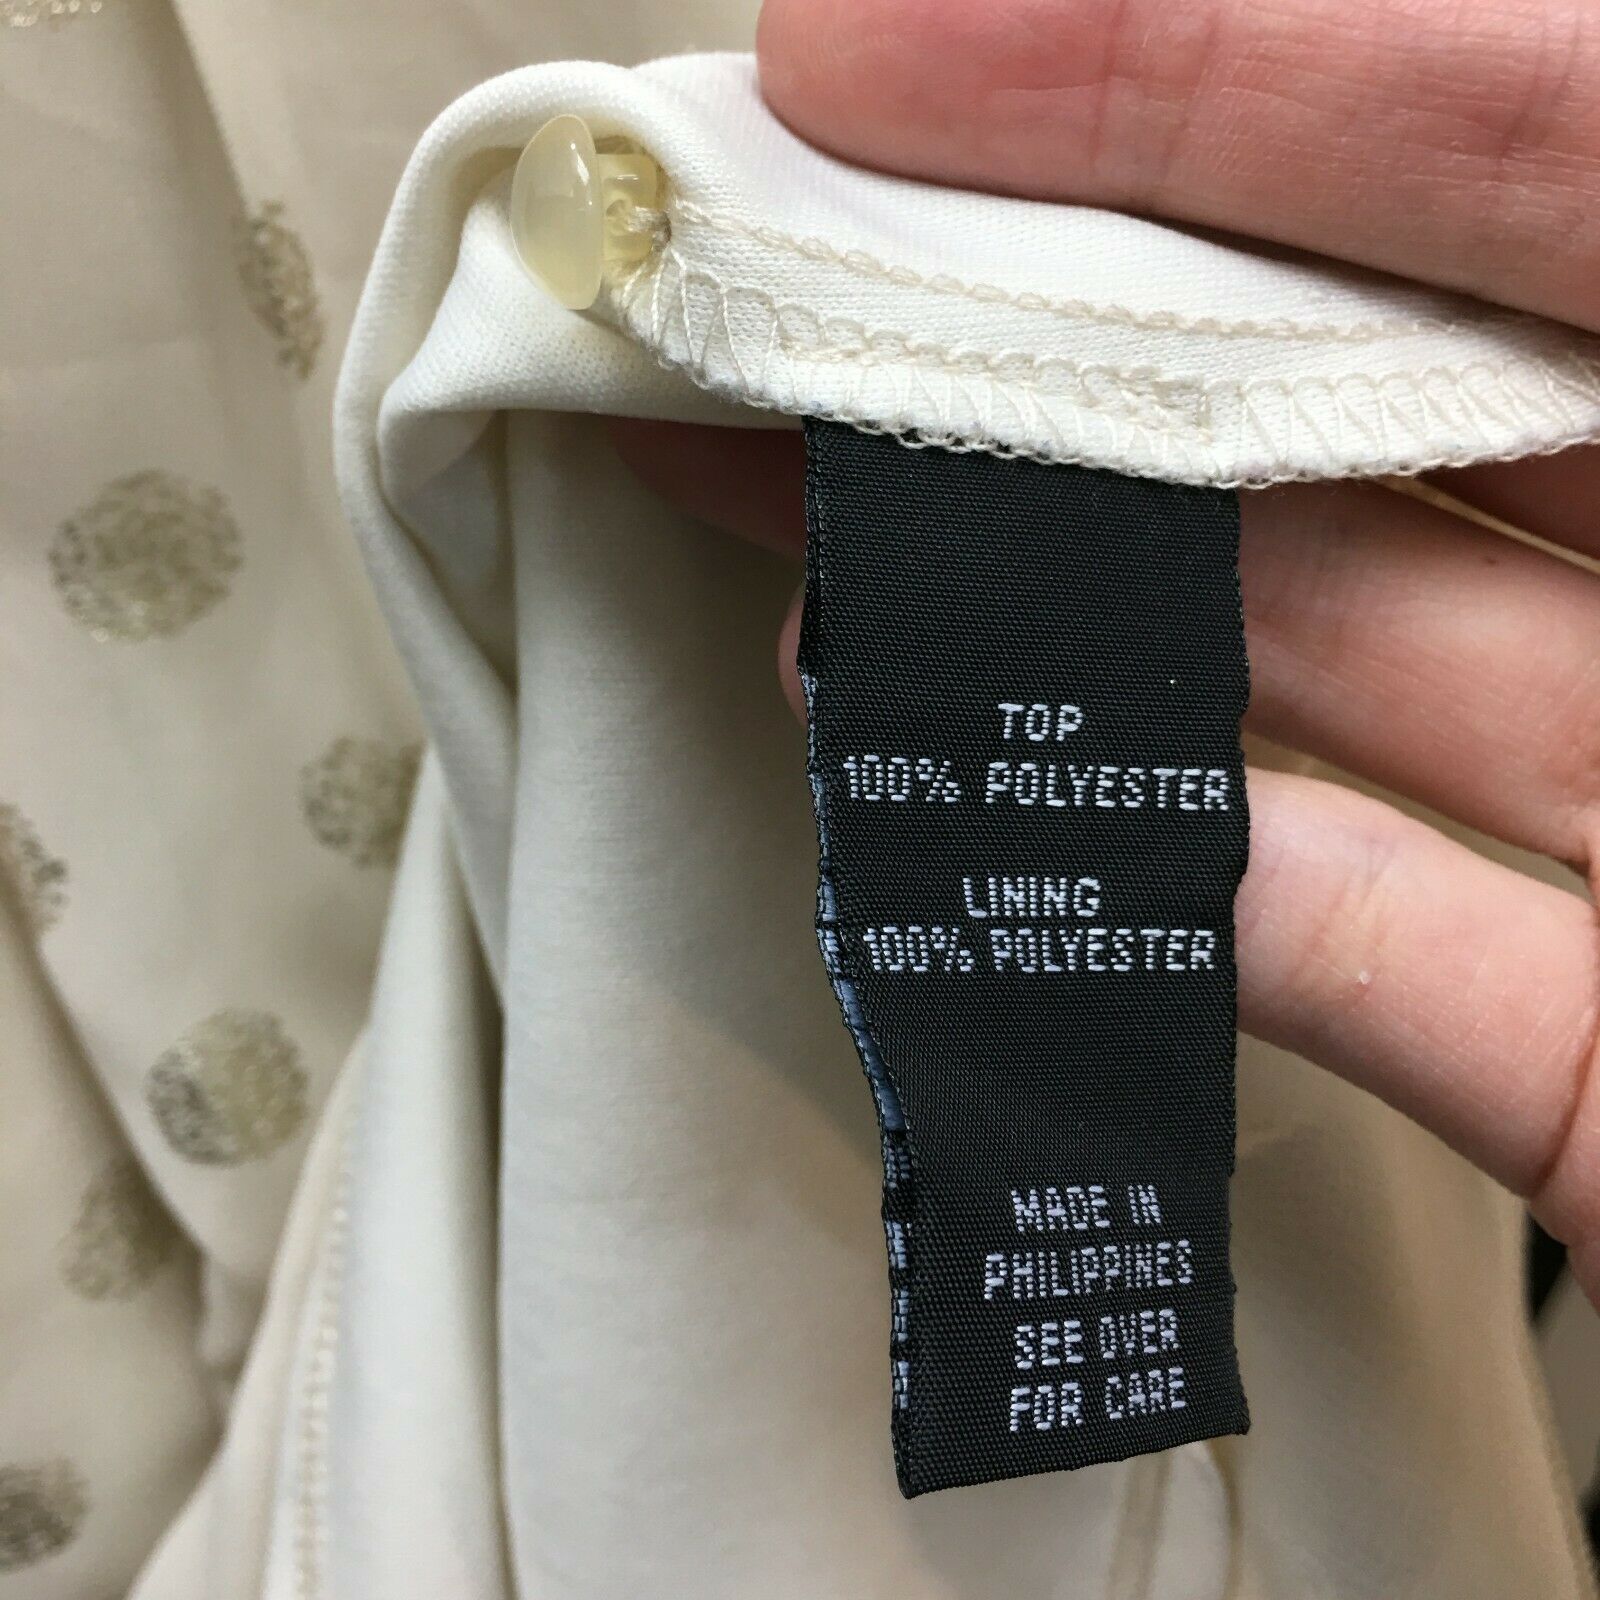 TOP
100% POLYESTER
LINING
100% POLYESTER
MADE IN
PHILIPPINES
SEE OVER
FOR CARE